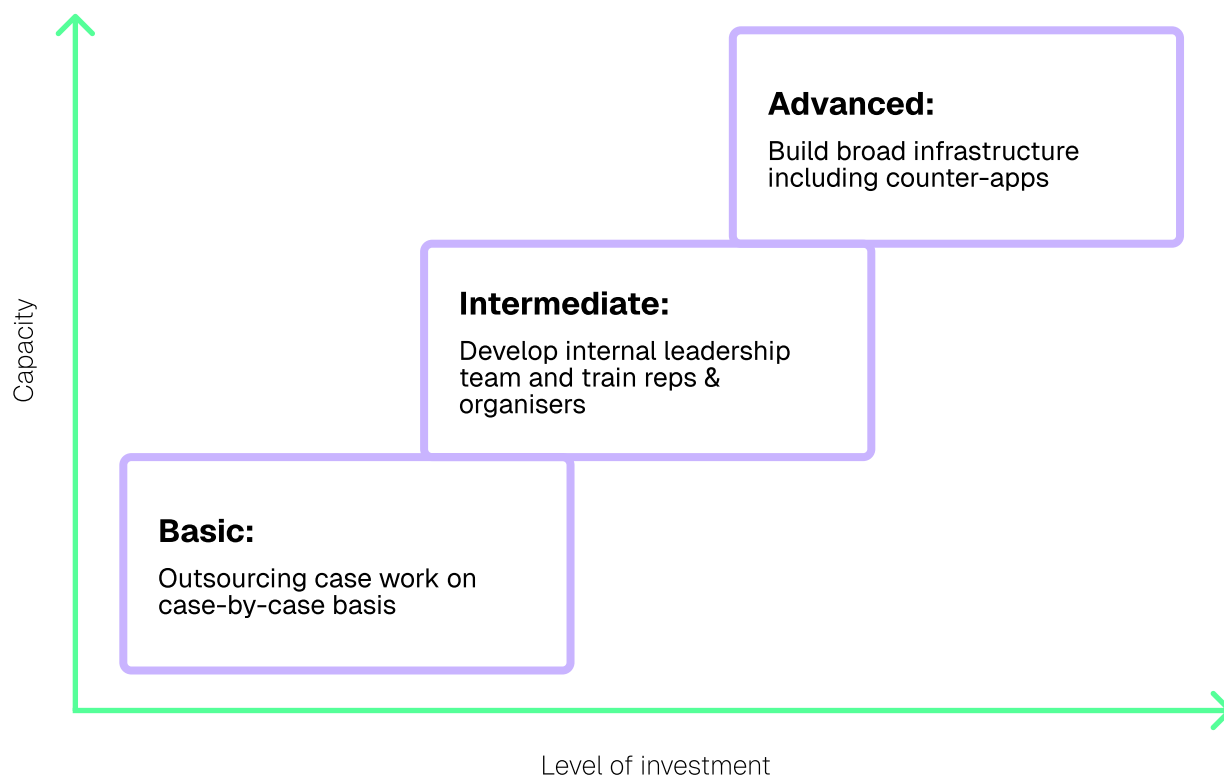 Advanced:
Build broad infrastructure
including counter-apps
Intermediate:
Develop internal leadership
team and train reps &
organisers
Basic:
Outsourcing case work on
case-by-case basis
Capacity
Level of investment